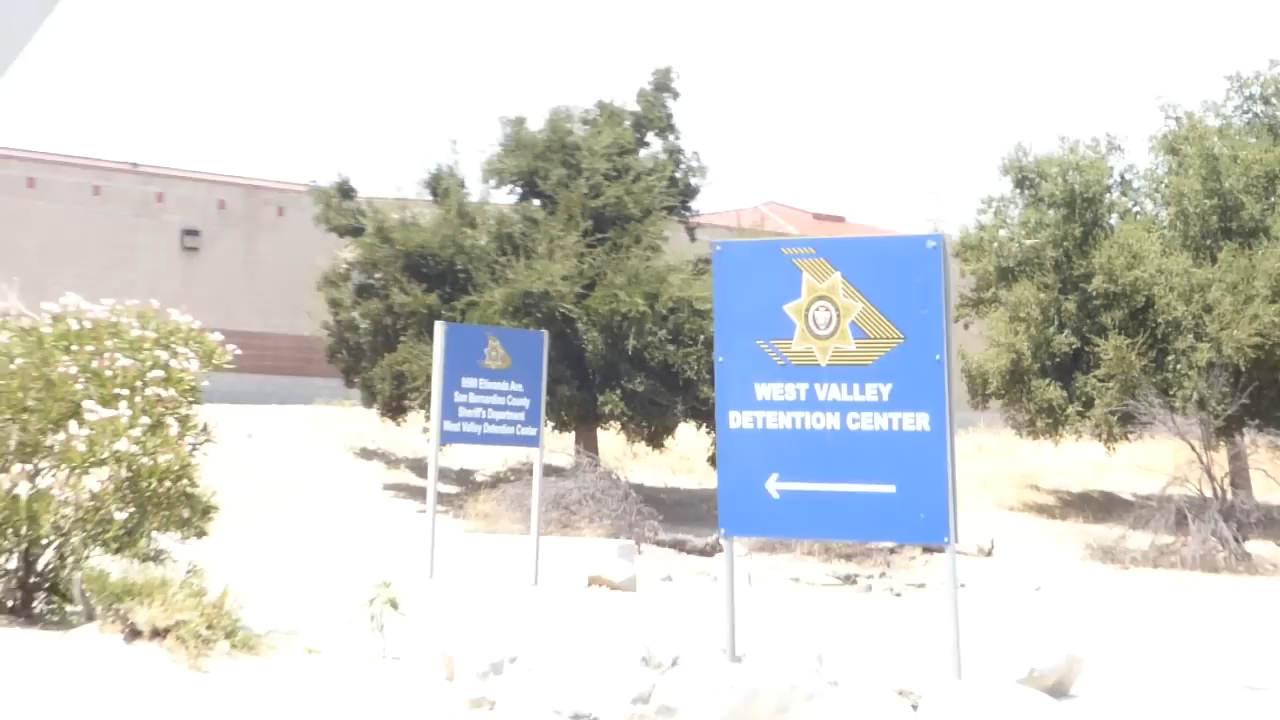 9500 Etiwanda Ave.
San Bernardino County
Sheriff's Department
West Valley Detention Center
WEST VALLEY
DETENTION CENTER